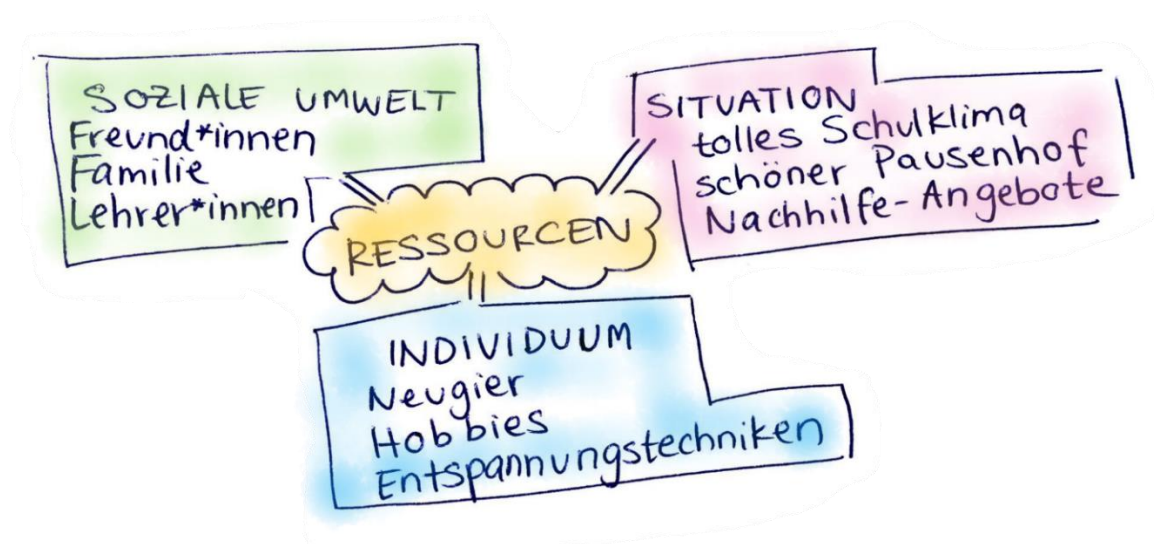 SOZIALE UMWELT
Freund*innen
Familie
Lehrer*innen
SITUATION
tolles Schulklima
schöner Pausenhof
Nachhilfe-Angebote
RESSOURCEN
INDIVIDUUM
Neugier
Hobbies
Entspannungstechniken